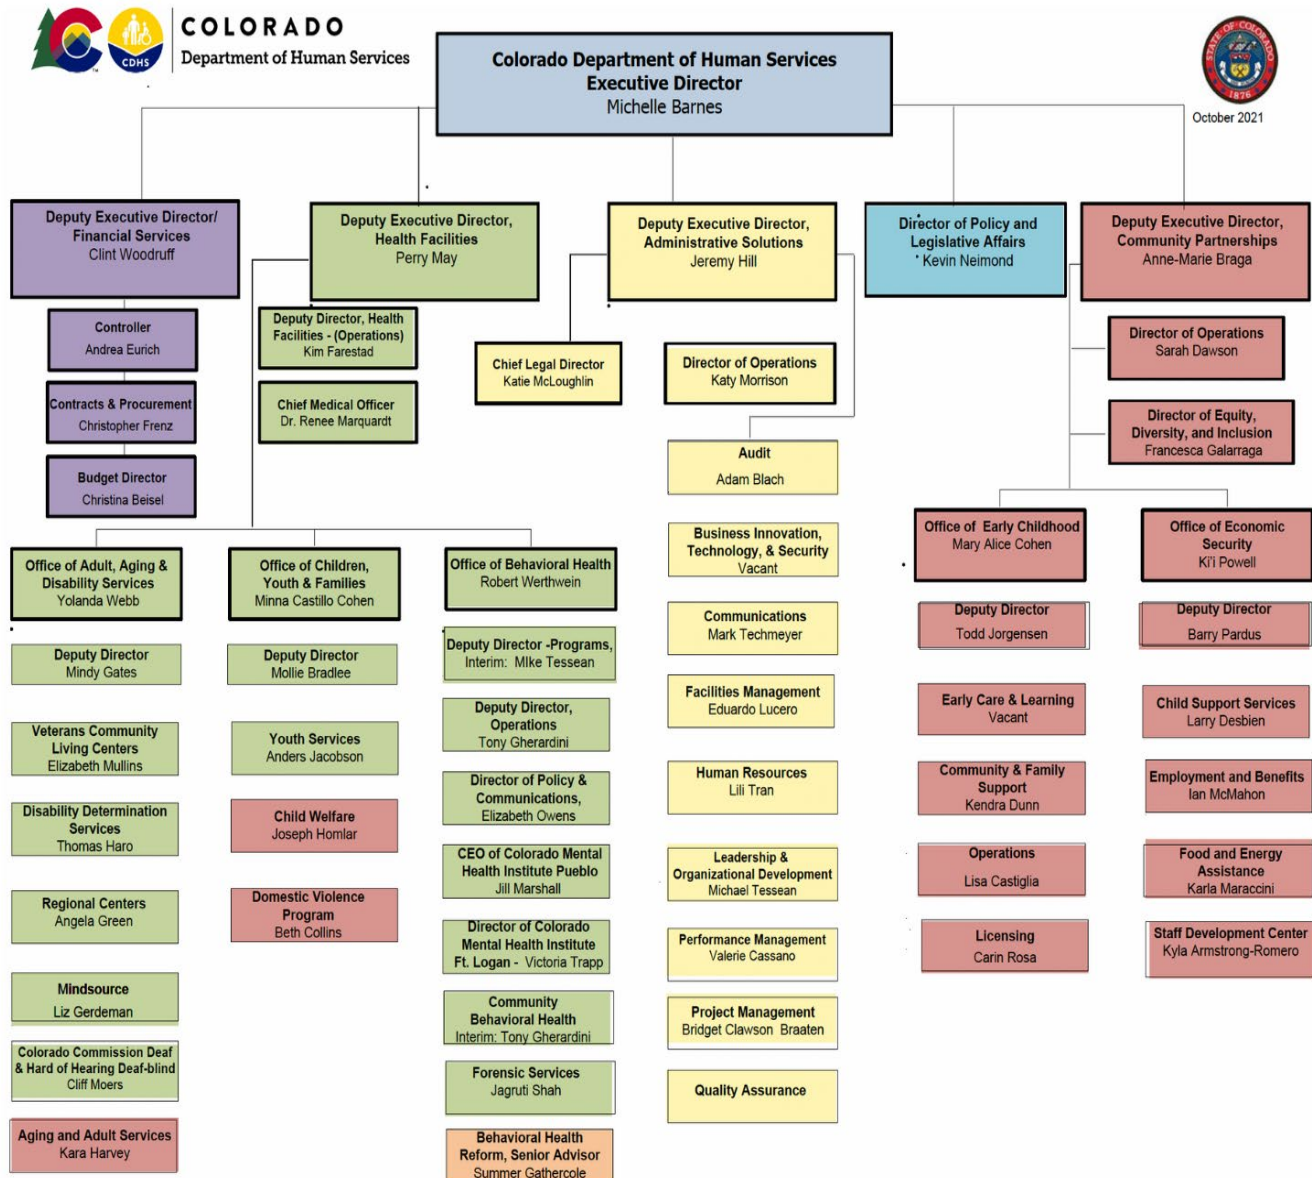 COLORADO
Department of Human Services
CDHS
Colorado Department of Human Services
Executive Director
Michelle Barnes
STATE OF COLORADO
1876
October 2021
Deputy Executive Director/
Financial Services
Clint Woodruff
Deputy Executive Director,
Health Facilities
Perry May
Deputy Executive Director,
Administrative Solutions
Jeremy Hill
Director of Policy and
Legislative Affairs
Kevin Neimond
Deputy Executive Director,
Community Partnerships
Anne-Marie Braga
Controller
Andrea Eurich
Contracts & Procurement
Christopher Frenz
Budget Director
Christina Beisel
Deputy Director, Health
Facilities - (Operations)
Kim Farestad
Chief Medical Officer
Dr. Renee Marquardt
Chief Legal Director
Katie McLoughlin
Director of Operations
Katy Morrison
Director of Operations
Sarah Dawson
Director of Equity,
Diversity, and Inclusion
Francesca Galarraga
Office of Adult, Aging &
Disability Services
Yolanda Webb
Deputy Director
Mindy Gates
Veterans Community
Living Centers
Elizabeth Mullins
Disability Determination
Services
Thomas Haro
Regional Centers
Angela Green
Mindsource
Liz Gerdeman
Colorado Commission Deaf
& Hard of Hearing Deaf-blind
Cliff Moers
Aging and Adult Services
Kara Harvey
Office of Children,
Youth & Families
Minna Castillo Cohen
Deputy Director
Mollie Bradlee
Youth Services
Anders Jacobson
Child Welfare
Joseph Homlar
Domestic Violence
Program
Beth Collins
Office of Behavioral Health
Robert Werthwein
Deputy Director -Programs,
Interim: MIke Tessean
Deputy Director,
Operations
Tony Gherardini
Director of Policy &
Communications,
Elizabeth Owens
CEO of Colorado Mental
Health Institute Pueblo
Jill Marshall
Director of Colorado
Mental Health Institute
Ft. Logan - Victoria Trapp
Community
Behavioral Health
Interim: Tony Gherardini
Forensic Services
Jagruti Shah
Behavioral Health
Reform, Senior Advisor
Summer Gathercole
Audit
Adam Blach
Business Innovation,
Technology, & Security
Vacant
Communications
Mark Techmeyer
Facilities Management
Eduardo Lucero
Human Resources
Lili Tran
Leadership &
Organizational Development
Michael Tessean
Performance Management
Valerie Cassano
Project Management
Bridget Clawson Braaten
Quality Assurance
Office of Early Childhood
Mary Alice Cohen
Deputy Director
Todd Jorgensen
Early Care & Learning
Vacant
Community & Family
Support
Kendra Dunn
Operations
Lisa Castiglia
Licensing
Carin Rosa
Office of Economic
Security
Ki'i Powell
Deputy Director
Barry Pardus
Child Support Services
Larry Desbien
Employment and Benefits
Ian McMahon
Food and Energy
Assistance
Karla Maraccini
Staff Development Center
Kyla Armstrong-Romero